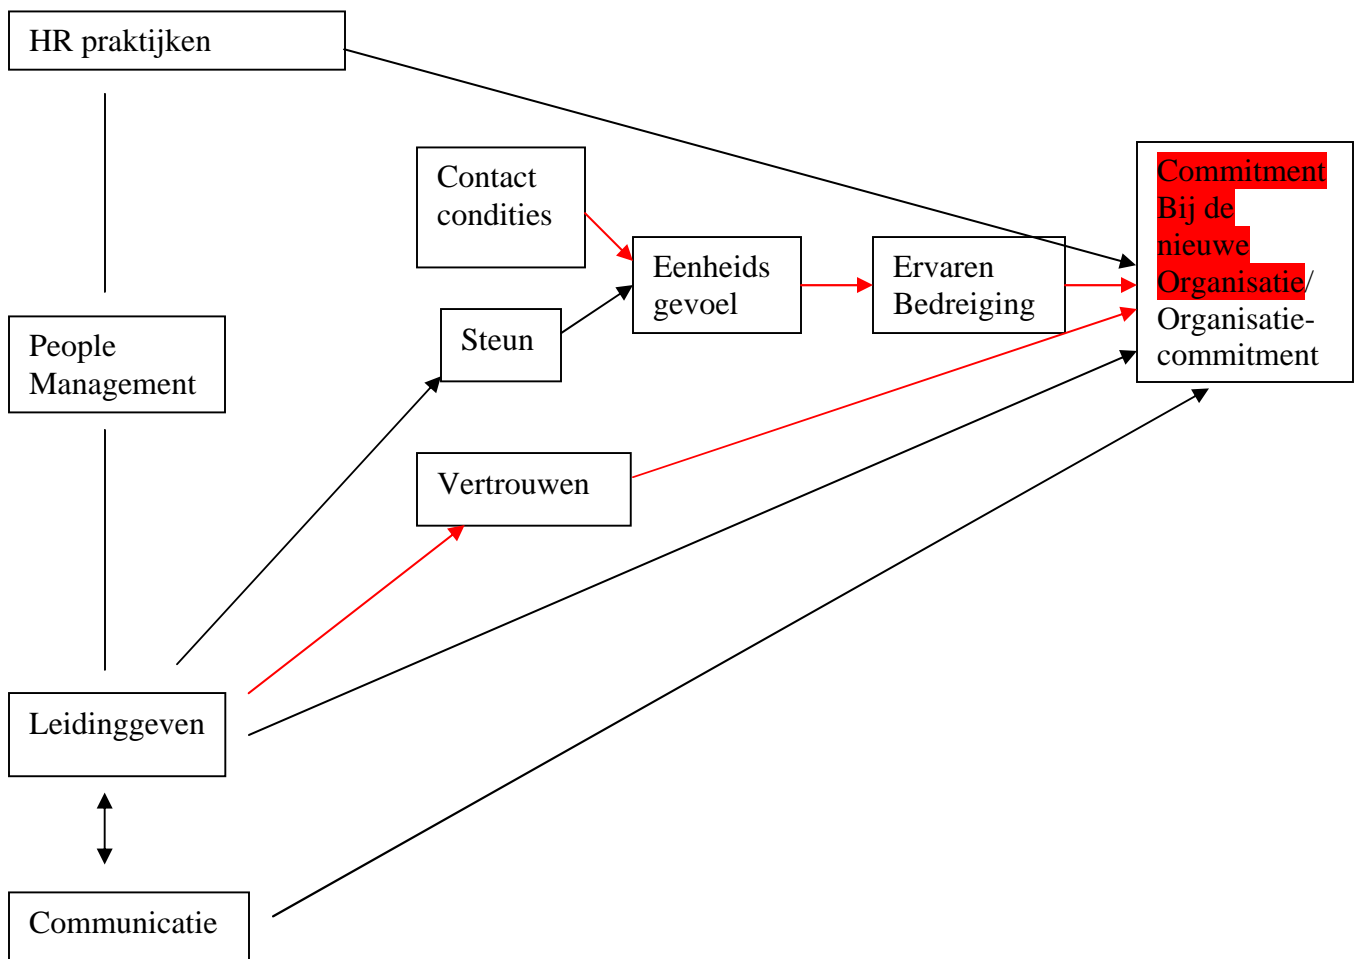 HR praktijken
Contact
condities
Commitment
Bij de
nieuwe
Organisatie/
Organisatie-
commitment
Eenheids
gevoel
Ervaren
Bedreiging
Steun
People
Management
Vertrouwen
Leidinggeven
Communicatie